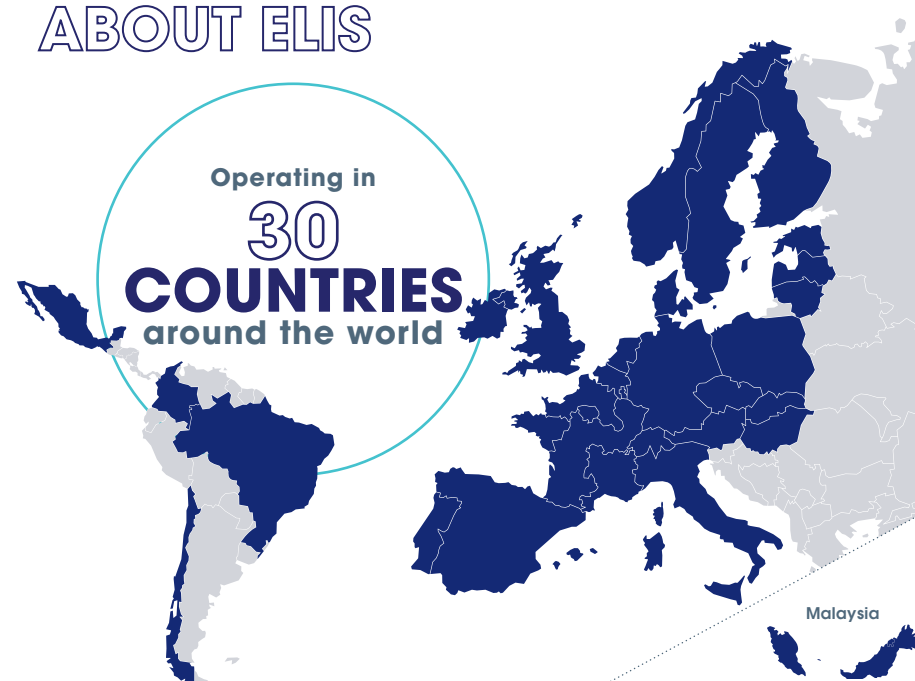 ABOUT ELIS
Operating in
30
COUNTRIES
around the world
Malaysia